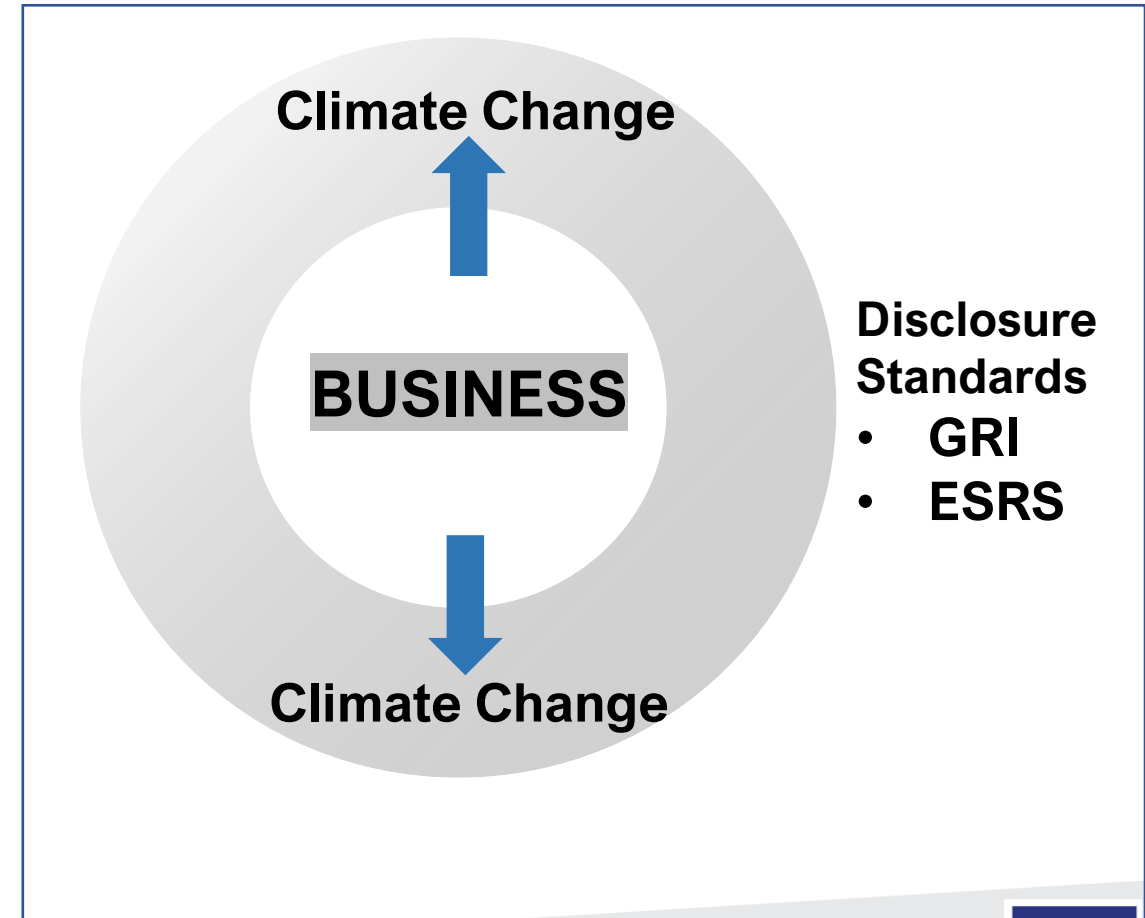 Climate Change
BUSINESS
Climate Change
Disclosure
Standards
• GRI
• ESRS